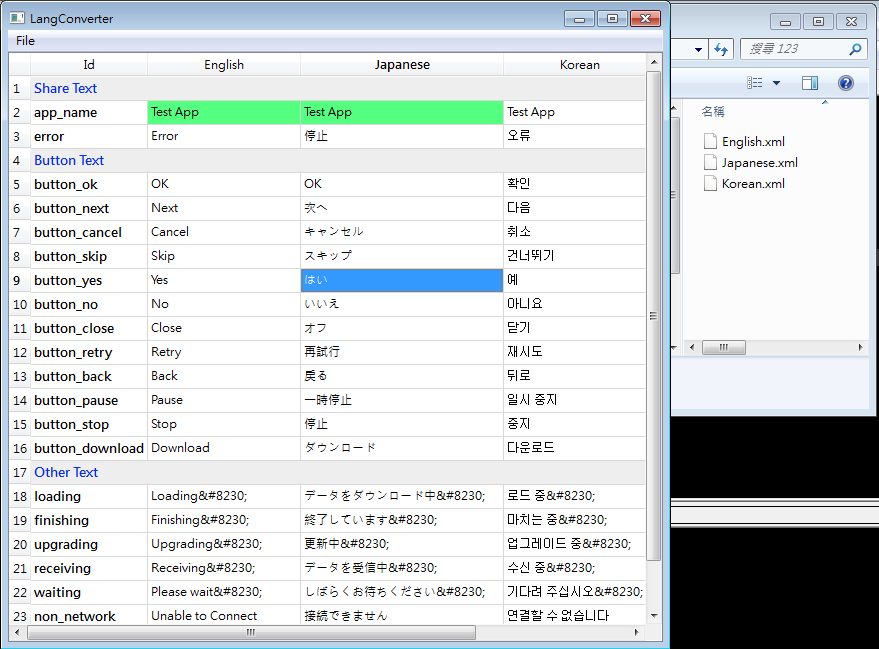 LangConverter
File
Id English Japanese Korean
1 Share Text
2 app_name Test App Test App Test App
3 error Error 停止 오류
4 Button Text
5 button_ok OK OK 확인
6 button_next Next 次へ 다음
7 button_cancel Cancel キャンセル 취소
8 button_skip Skip スキップ 건너뛰기
9 button_yes Yes はい 예
10 button_no No いいえ 아니요
11 button_close Close オフ 닫기
12 button_retry Retry 再試行 재시도
13 button_back Back 戻る 뒤로
14 button_pause Pause 一時停止 일시 중지
15 button_stop Stop 停止 중지
16 button_download Download ダウンロード 다운로드
17 Other Text
18 loading Loading&#8230; データをダウンロード中&#8230; 로드 중&#8230;
19 finishing Finishing&#8230; 終了しています&#8230; 마치는 중&#8230;
20 upgrading Upgrading&#8230; 更新中&#8230; 업그레이드 중&#8230;
21 receiving Receiving&#8230; データを受信中&#8230; 수신 중&#8230;
22 waiting Please wait&#8230; しばらくお待ちください&#8230; 기다려 주십시오&#8230;
23 non_network Unable to Connect 接続できません 연결할 수 없습니다
搜尋 123
名稱
English.xml
Japanese.xml
Korean.xml